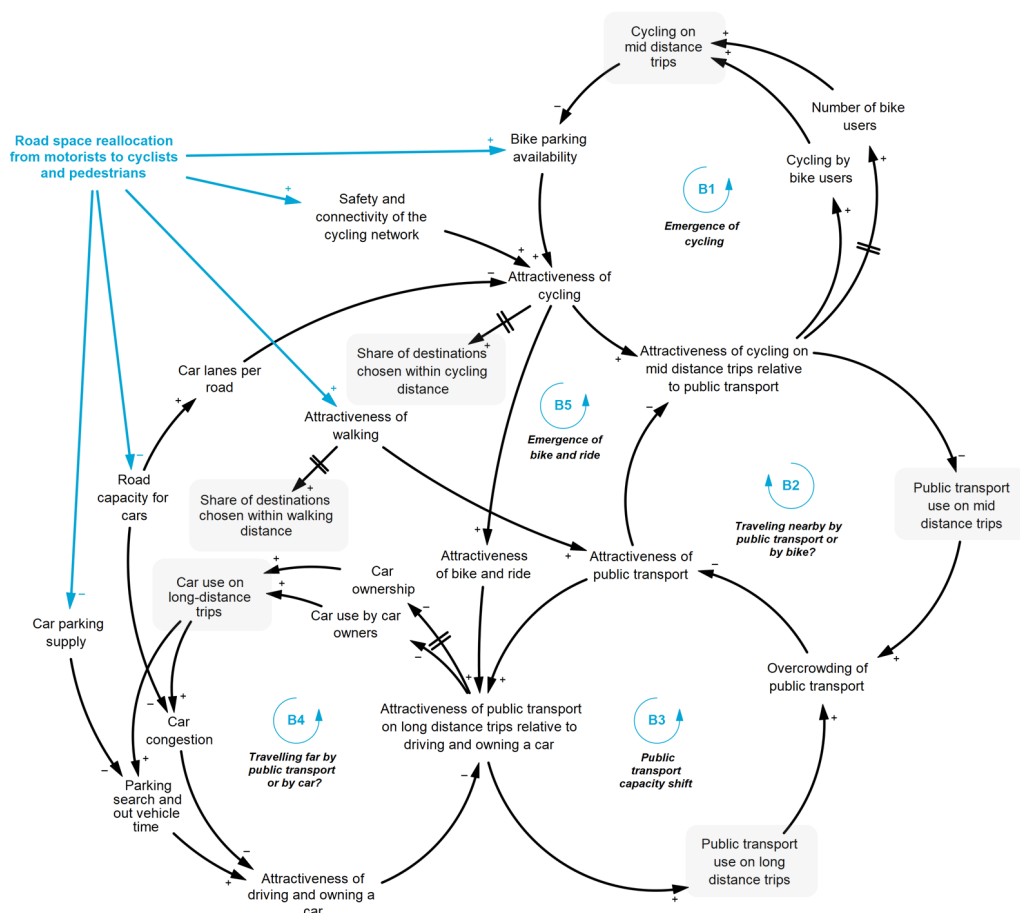 Cycling on
mid distance
trips
Number of bike
users
Road space reallocation
from motorists to cyclists
and pedestrians
Bike parking
availability
Cycling by
bike users
B1
Emergence of
cycling
Safety and
connectivity of the
cycling network
Attractiveness of
cycling
Share of destinations
chosen within cycling
distance
Attractiveness of cycling on
mid distance trips relative
to public transport
Car lanes per
road
B5
Emergence of
bike and ride
Attractiveness of
walking
Road
capacity for
cars
Share of destinations
chosen within walking
distance
B2
Traveling nearby by
public transport or
by bike?
Public transport
use on mid
distance trips
Attractiveness
of bike and ride
Attractiveness of
public transport
Car use on
long-distance
trips
Car
ownership
Car use by car
owners
Car parking
supply
Overcrowding of
public transport
Attractiveness of public transport
on long distance trips relative to
driving and owning a car
Car
congestion
B4
Travelling far by
public transport
or by car?
B3
Public
transport
capacity shift
Parking
search and
out vehicle
time
Public transport
use on long
distance trips
Attractiveness of
driving and owning a
car